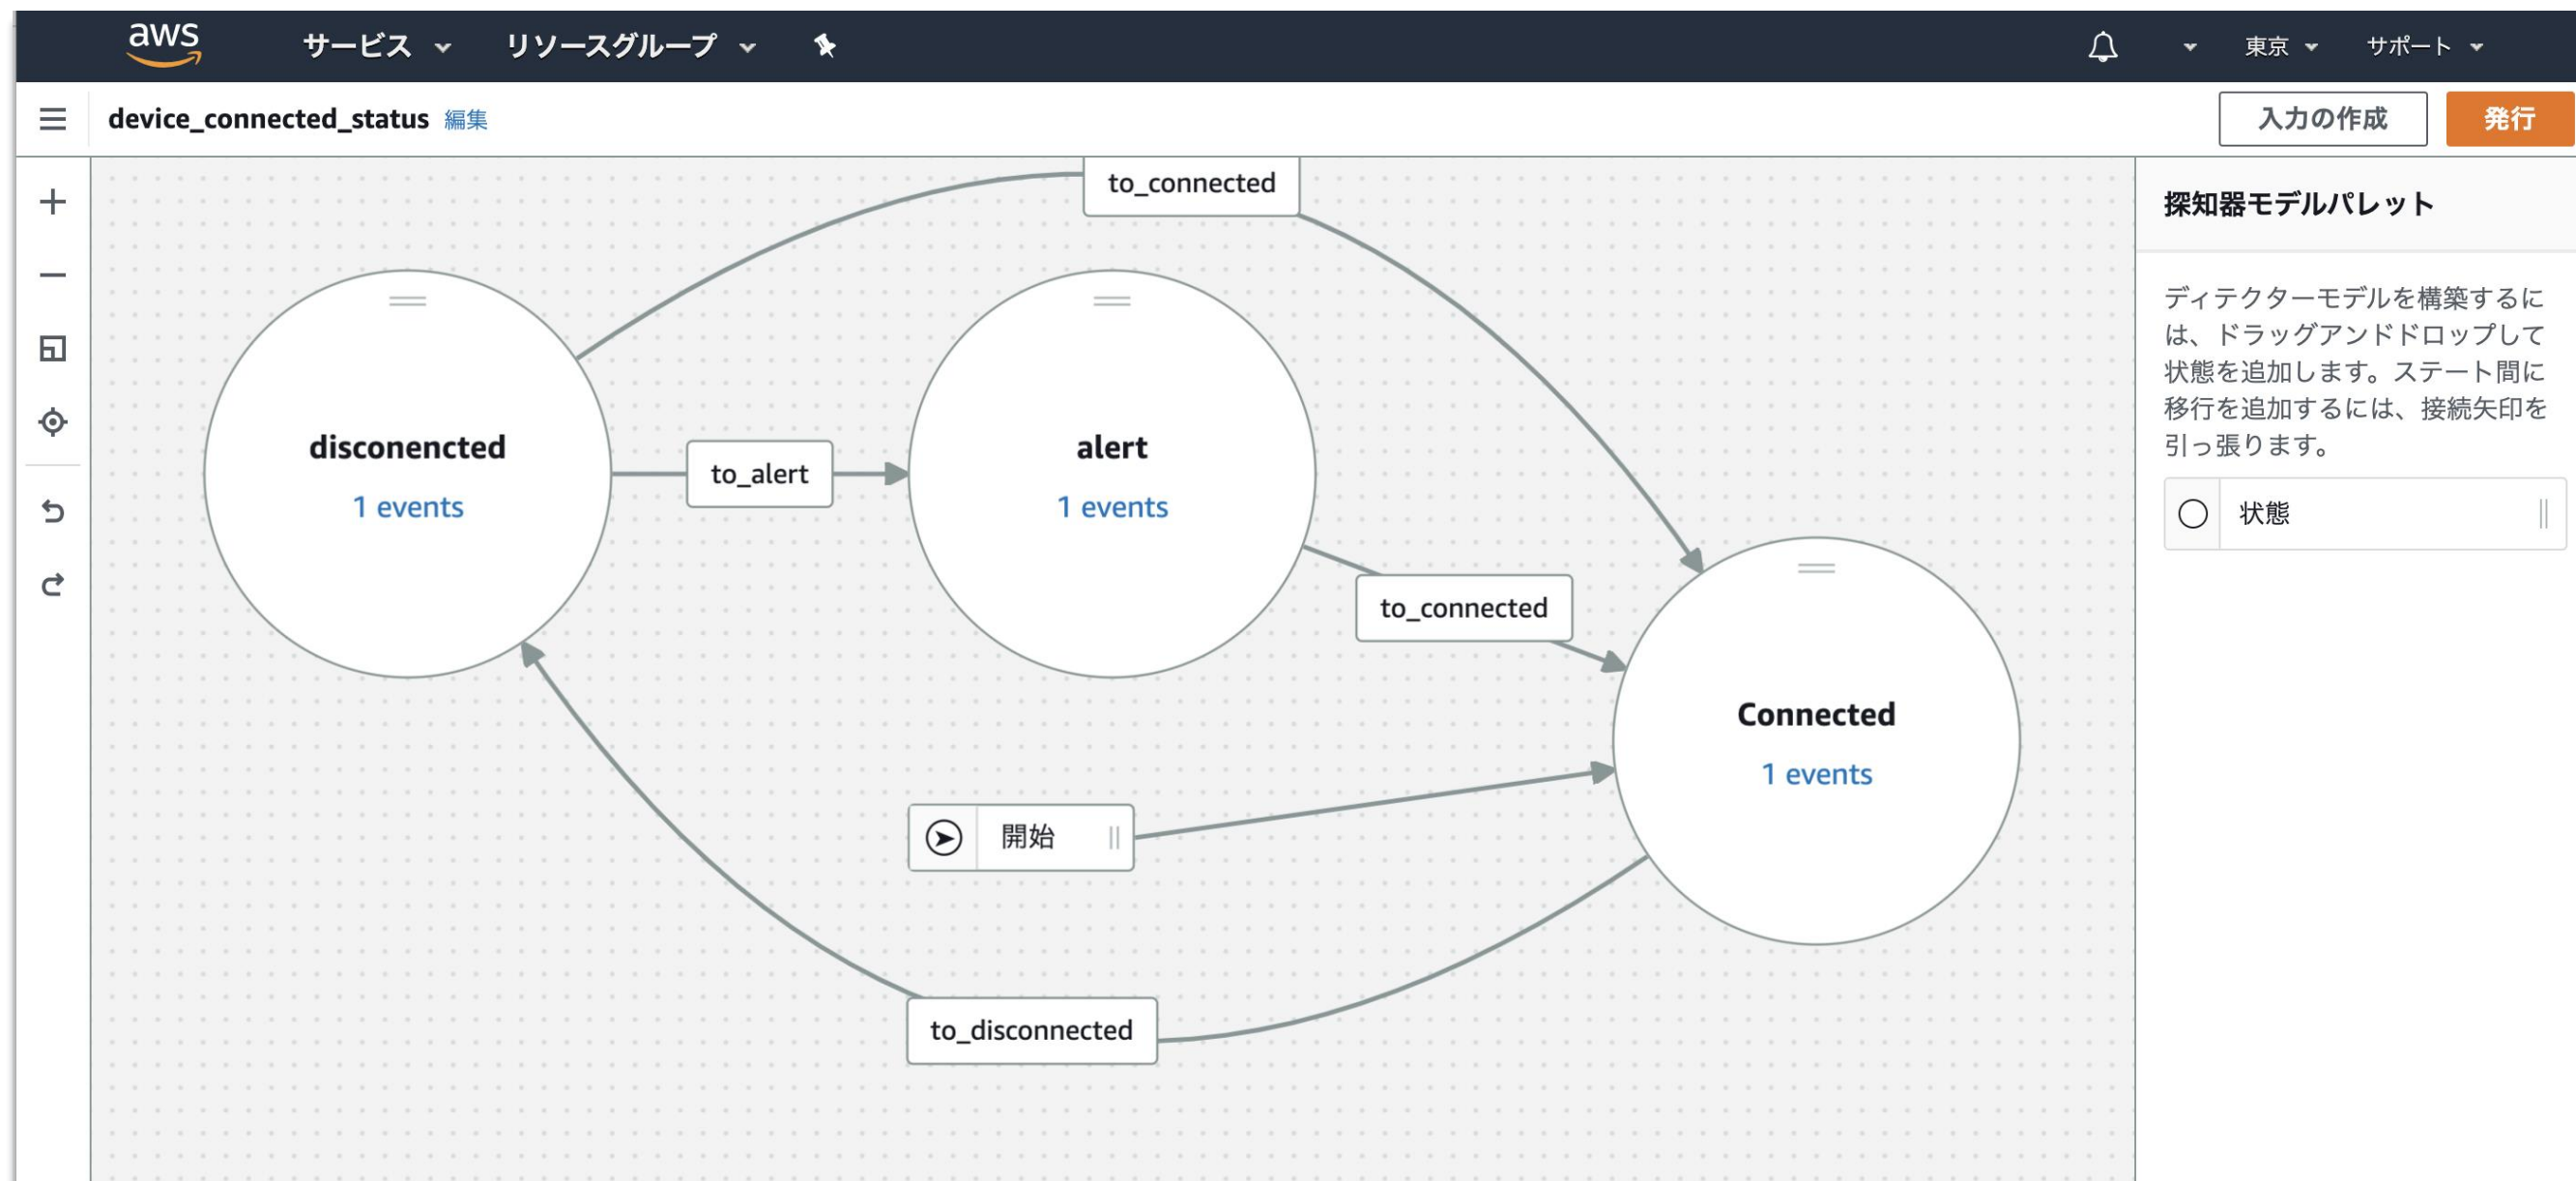 aws サービス リソースグループ 東京 サポート
device_connected_status 編集 入力の作成 発行
to_connected
探知器モデルパレット
ディテクターモデルを構築するに
は、ドラッグアンドドロップして
状態を追加します。ステート間に
移行を追加するには、接続矢印を
引っ張ります。
状態
disconencted
1 events
to_alert
alert
1 events
to_connected
Connected
1 events
開始
to_disconnected